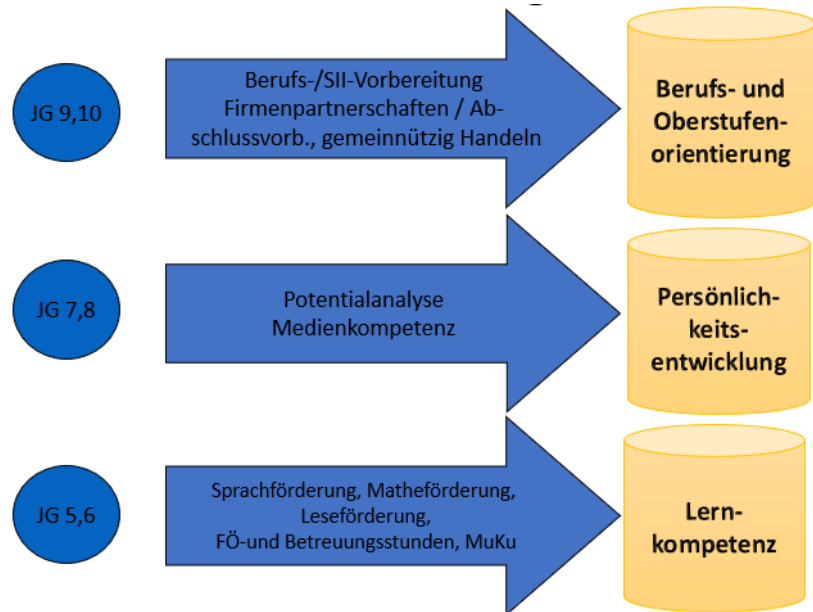 JG 9,10
Berufs-/SII-Vorbereitung
Firmenpartnerschaften / Ab-
schlussvorb., gemeinnützig Handeln
Berufs- und
Oberstufen-
orientierung
JG 7,8
Potentialanalyse
Medienkompetenz
Persönlich-
keits-
entwicklung
JG 5,6
Sprachförderung, Matheförderung,
Leseförderung,
FÖ-und Betreuungsstunden, MuKu
Lern-
kompetenz